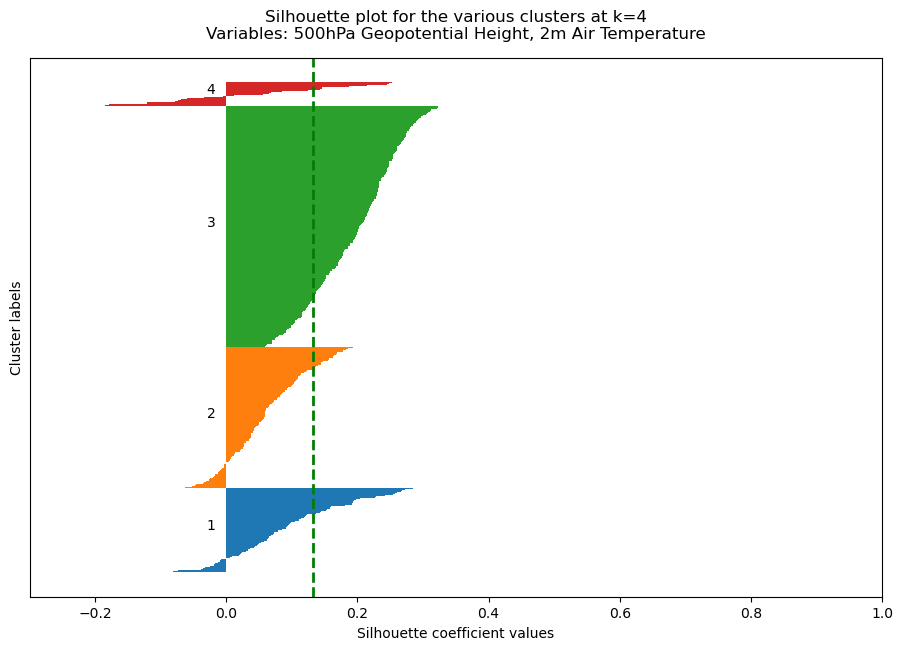 Silhouette plot for the various clusters at k=4
Variables: 500hPa Geopotential Height, 2m Air Temperature
4
3
2
1
Cluster labels
−0.2 0.0 0.2 0.4 0.6 0.8 1.0
Silhouette coefficient values